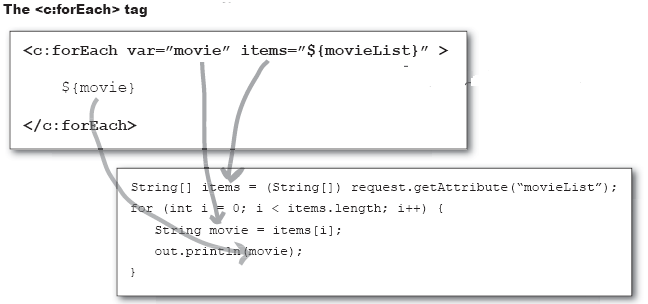 The <c:forEach> tag
<c:forEach var="movie" items="${movieList}" >
${movie}
</c:forEach>
String[] items = (String[]) request.getAttribute("movieList");
for (int i = 0; i < items.length; i++) {
String movie = items[i];
out.println(movie);
}